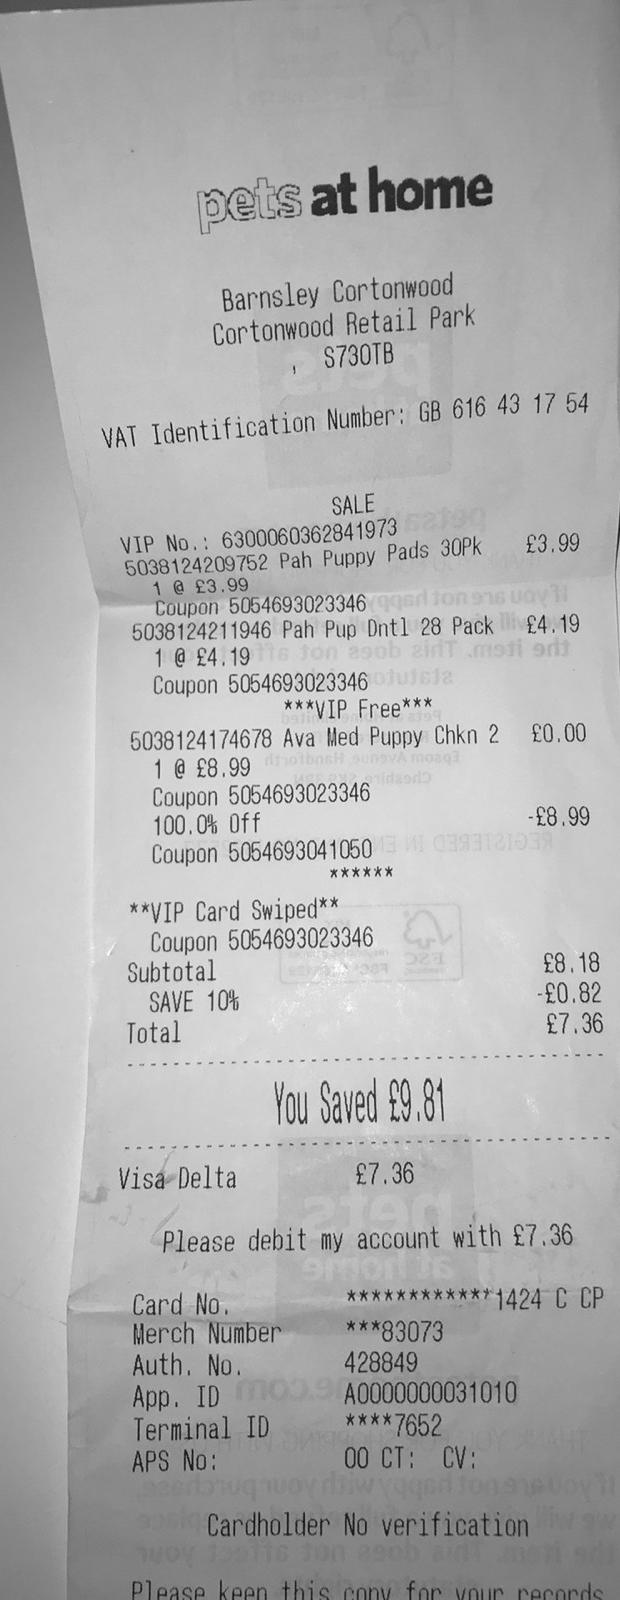 pets at home
Barnsley Cortonwood
Cortonwood Retail Park
, S730TB
VAT Identification Number: GB 616 43 17 54
SALE
VIP No.: 6300060362841973
5038124209752 Pah Puppy Pads 30Pk £3.99
1 @ £3.99
Coupon 5054693023346
5038124211946 Pah Pup Dntl 28 Pack £4.19
1 @ £4.19
Coupon 5054693023346
***VIP Free***
5038124174678 Ava Med Puppy Chkn 2 £0.00
1 @ £8.99
Coupon 5054693023346
100.0% Off -£8.99
Coupon 5054693041050
******
**VIP Card Swiped**
Coupon 5054693023346
Subtotal £8.18
SAVE 10% -£0.82
Total £7.36
You Saved £9.81
Visa Delta £7.36
Please debit my account with £7.36
Card No. ************1424 C CP
Merch Number ***83073
Auth. No. 428849
App. ID A0000000031010
Terminal ID ****7652
APS No: 00 CT: CV:
Cardholder No verification
Please keep this copy for your records